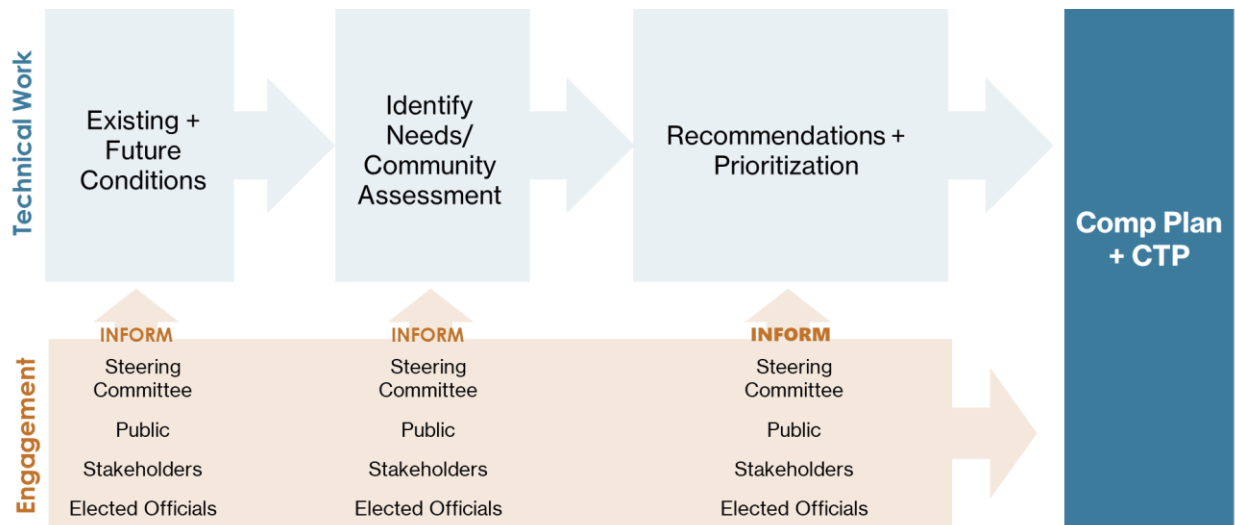 Technical Work
Existing +
Future
Conditions
Identify
Needs/
Community
Assessment
Recommendations +
Prioritization
Comp Plan
+ CTP
Engagement
INFORM
Steering
Committee
Public
Stakeholders
Elected Officials
INFORM
Steering
Committee
Public
Stakeholders
Elected Officials
INFORM
Steering
Committee
Public
Stakeholders
Elected Officials